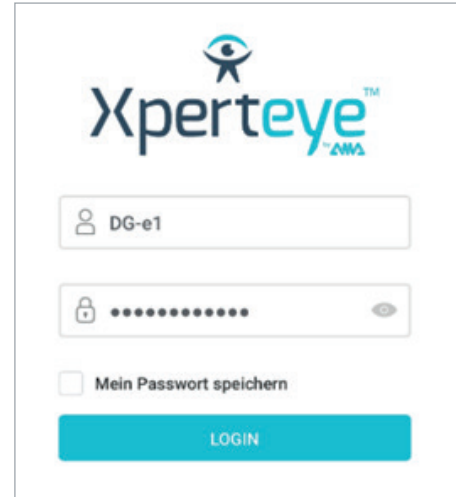 Xperteye™
by AMA
DG-e1
••••••••••••
Mein Passwort speichern
LOGIN